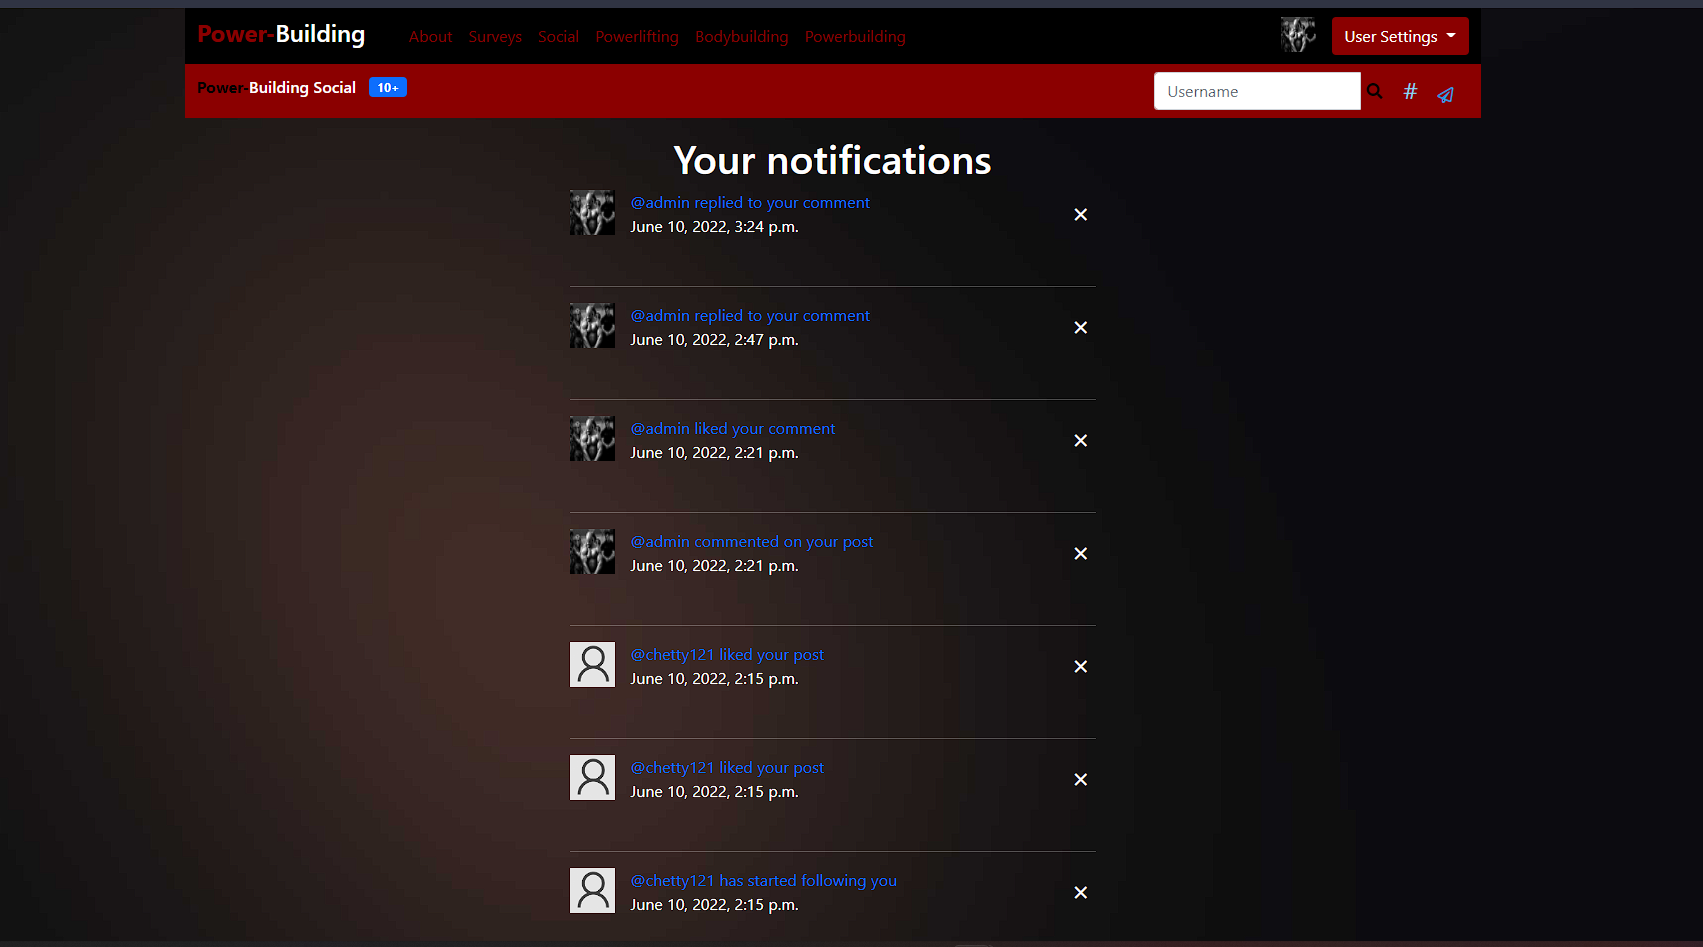 Power-Building About Surveys Social Powerlifting Bodybuilding Powerbuilding User Settings
Power-Building Social 10+ Username #
Your notifications
@admin replied to your comment
June 10, 2022, 3:24 p.m.
@admin replied to your comment
June 10, 2022, 2:47 p.m.
@admin liked your comment
June 10, 2022, 2:21 p.m.
@admin commented on your post
June 10, 2022, 2:21 p.m.
@chetty121 liked your post
June 10, 2022, 2:15 p.m.
@chetty121 liked your post
June 10, 2022, 2:15 p.m.
@chetty121 has started following you
June 10, 2022, 2:15 p.m.